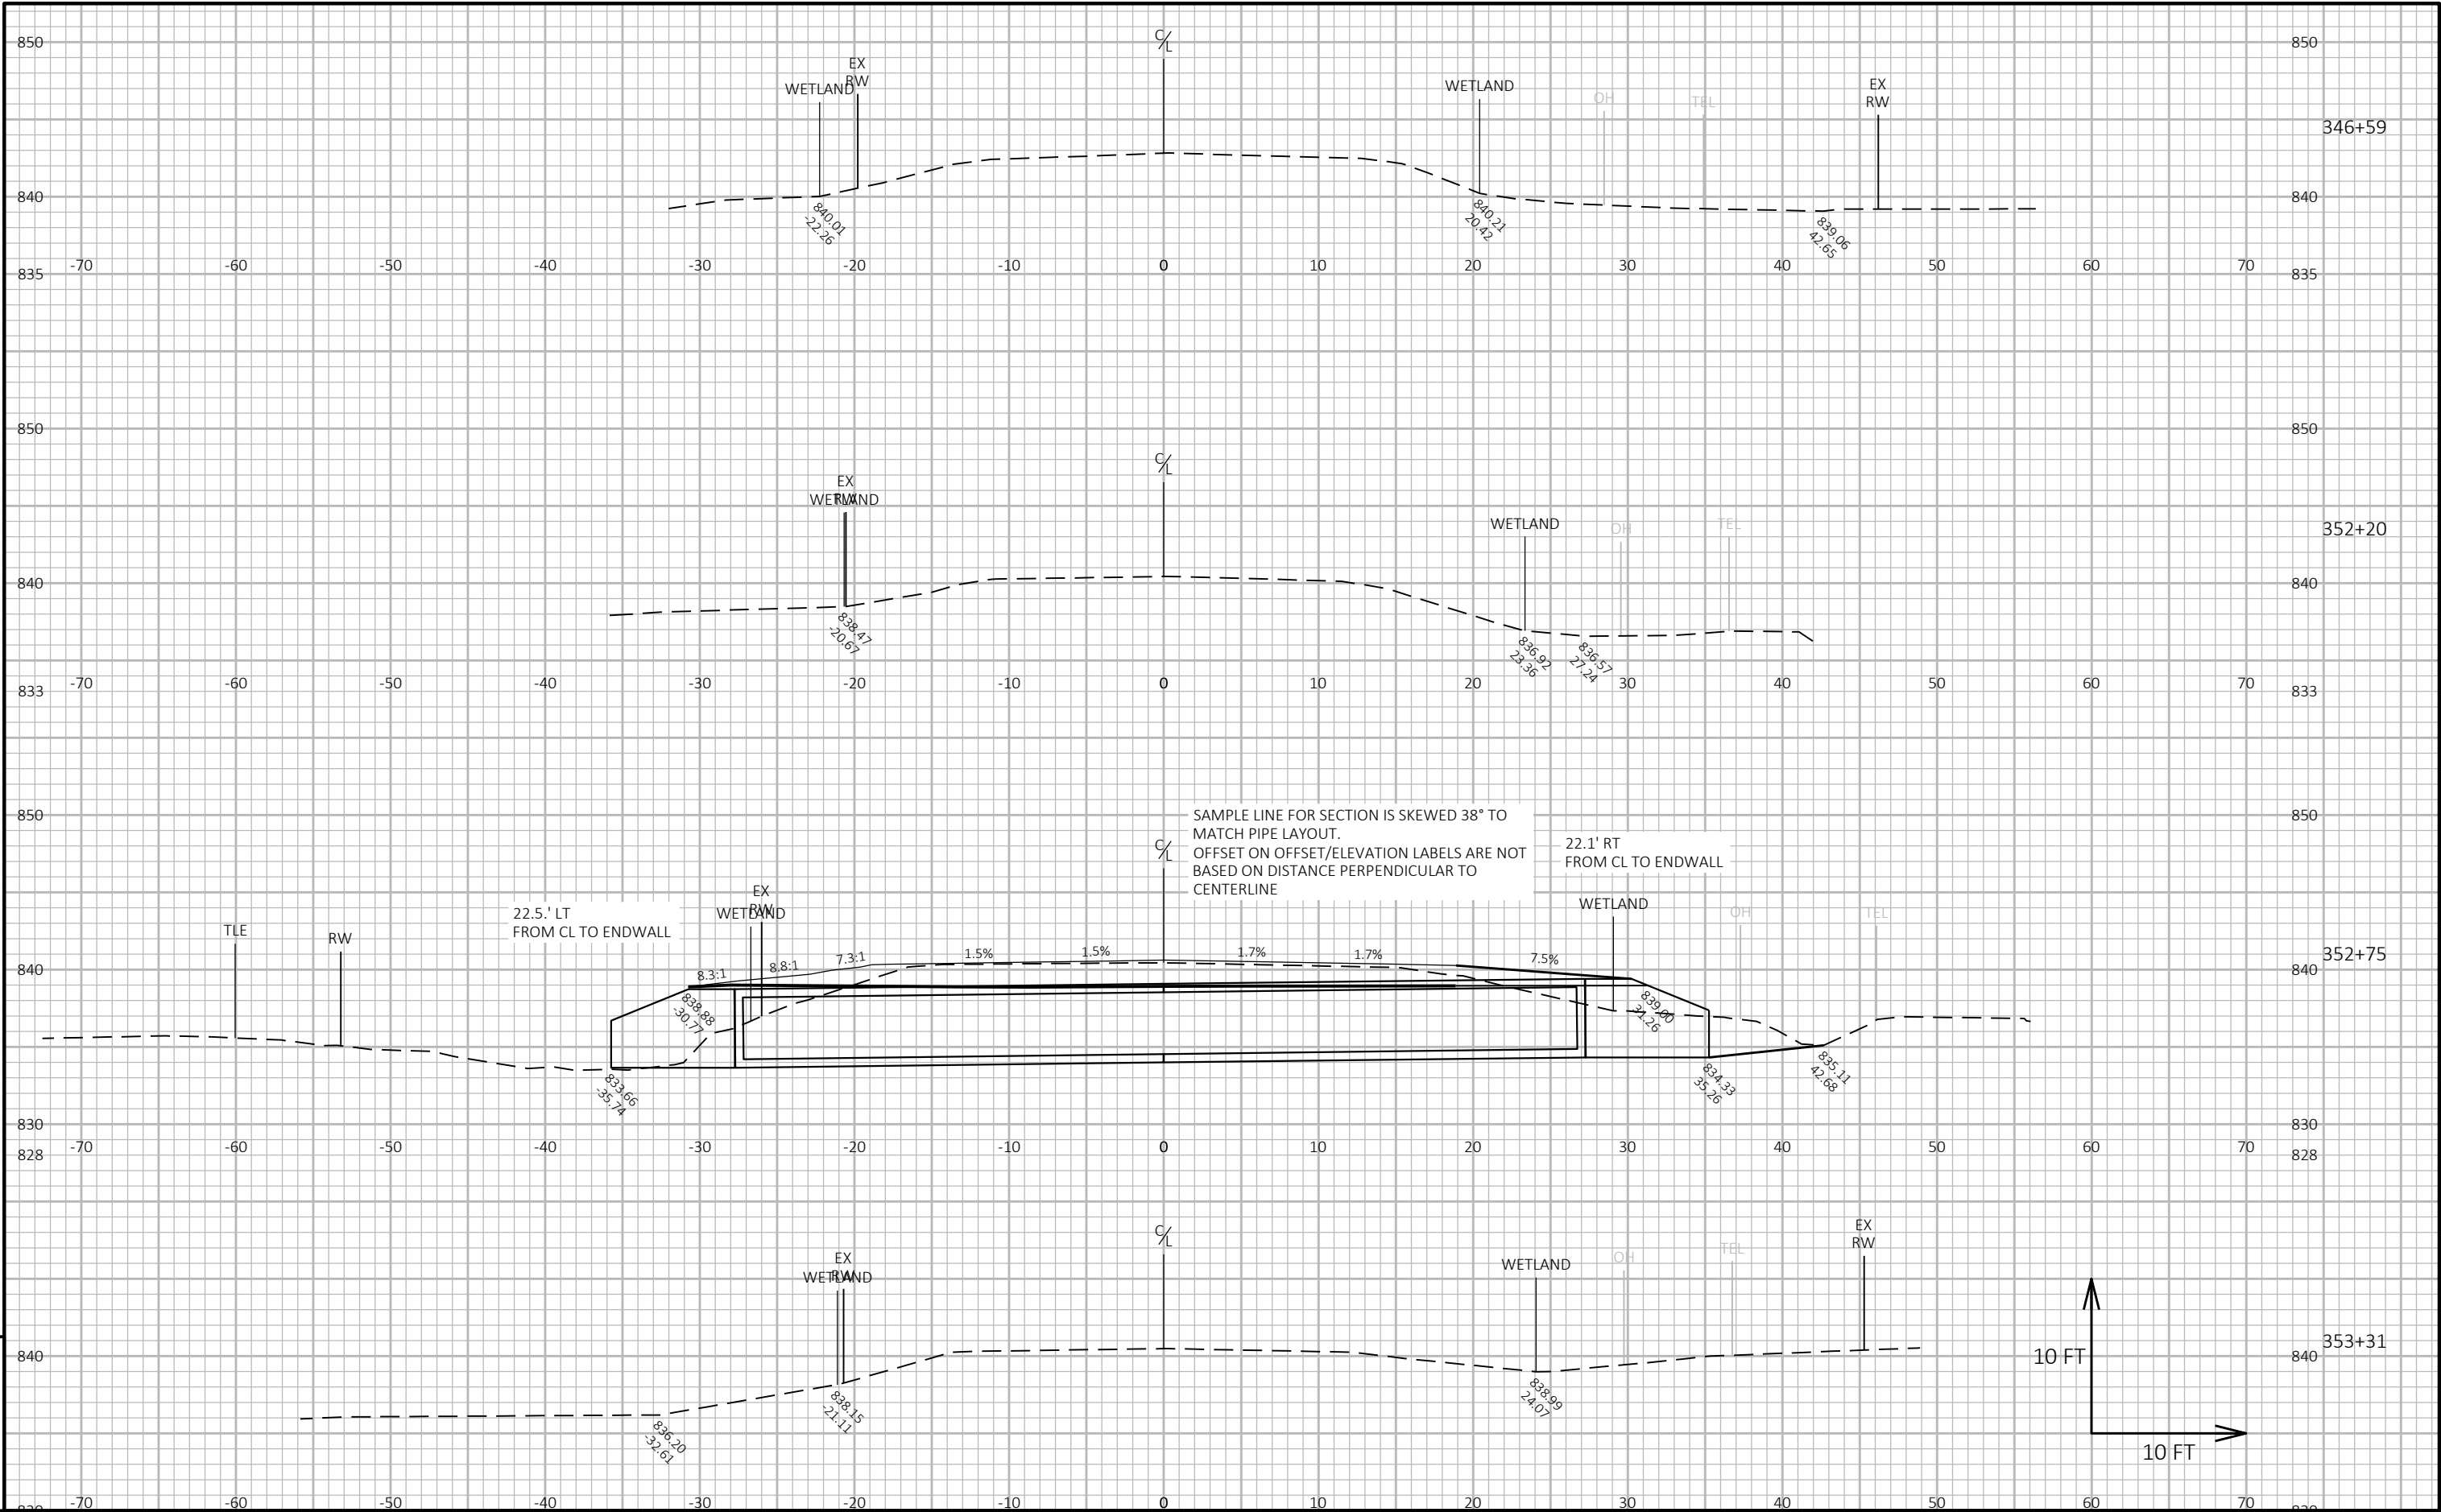 850
C/L
850
EX
RW
WETLAND
WETLAND
OH
TEL
EX
RW
346+59
840
840
840.01
-22.26
840.21
20.42
839.06
42.65
-70 -60 -50 -40 -30 -20 -10 0 10 20 30 40 50 60 70
835
835
850
850
C/L
EX
RW
WETLAND
WETLAND
OH
TEL
352+20
840
840
838.47
-20.67
836.92
23.36
836.57
27.24
-70 -60 -50 -40 -30 -20 -10 0 10 20 30 40 50 60 70
833
833
850
850
SAMPLE LINE FOR SECTION IS SKEWED 38° TO
MATCH PIPE LAYOUT.
OFFSET ON OFFSET/ELEVATION LABELS ARE NOT
BASED ON DISTANCE PERPENDICULAR TO
CENTERLINE
22.1' RT
FROM CL TO ENDWALL
C/L
EX
RW
WETLAND
22.5.' LT
FROM CL TO ENDWALL
TLE
RW
WETLAND
OH
TEL
352+75
840
840
8.3:1
8.8:1
7.3:1
1.5%
1.5%
1.7%
1.7%
7.5%
838.88
-30.77
839.00
31.26
833.66
-35.74
834.33
35.26
835.11
42.68
830
830
-70 -60 -50 -40 -30 -20 -10 0 10 20 30 40 50 60 70
828
828
C/L
EX
RW
WETLAND
WETLAND
OH
TEL
EX
RW
353+31
840
840
10 FT
10 FT
838.15
-21.11
836.20
-32.61
838.99
24.07
-70 -60 -50 -40 -30 -20 -10 0 10 20 30 40 50 60 70